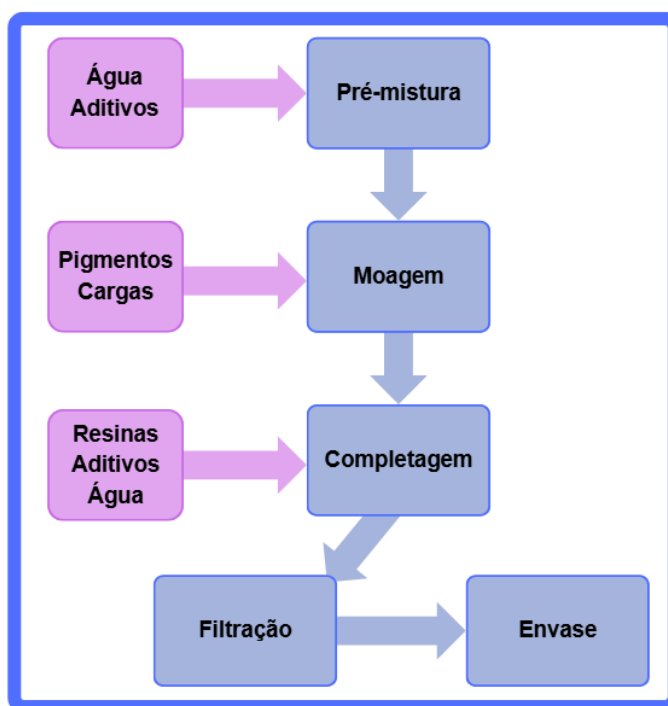 Água
Aditivos
Pré-mistura
Pigmentos
Cargas
Moagem
Resinas
Aditivos
Água
Completagem
Filtração
Envase